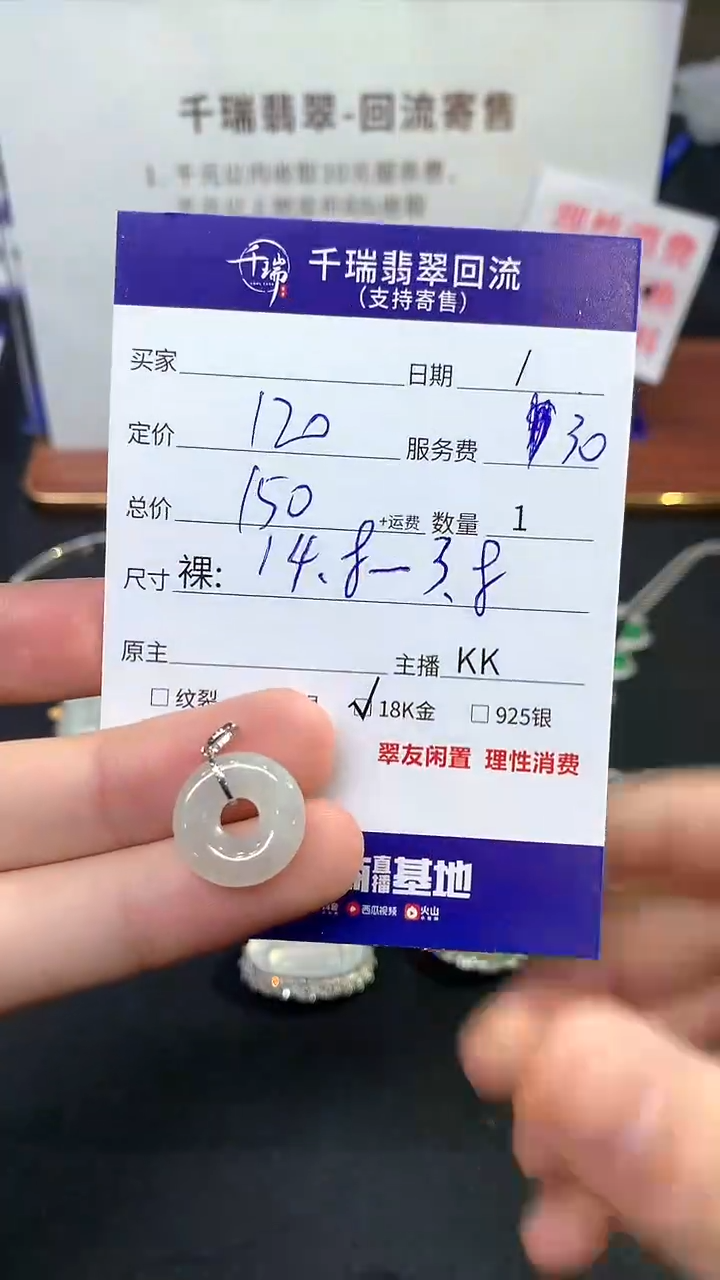 千瑞翡翠-回流寄售
千瑞
千瑞翡翠回流
(支持寄售)
买家 日期 /
定价 120 服务费 30
总价 150 +运费 数量 1
尺寸 裸: 14.8-3.8
原主 主播 KK
纹裂 18K金 925银
翠友闲置 理性消费
直播基地
西瓜视频 火山